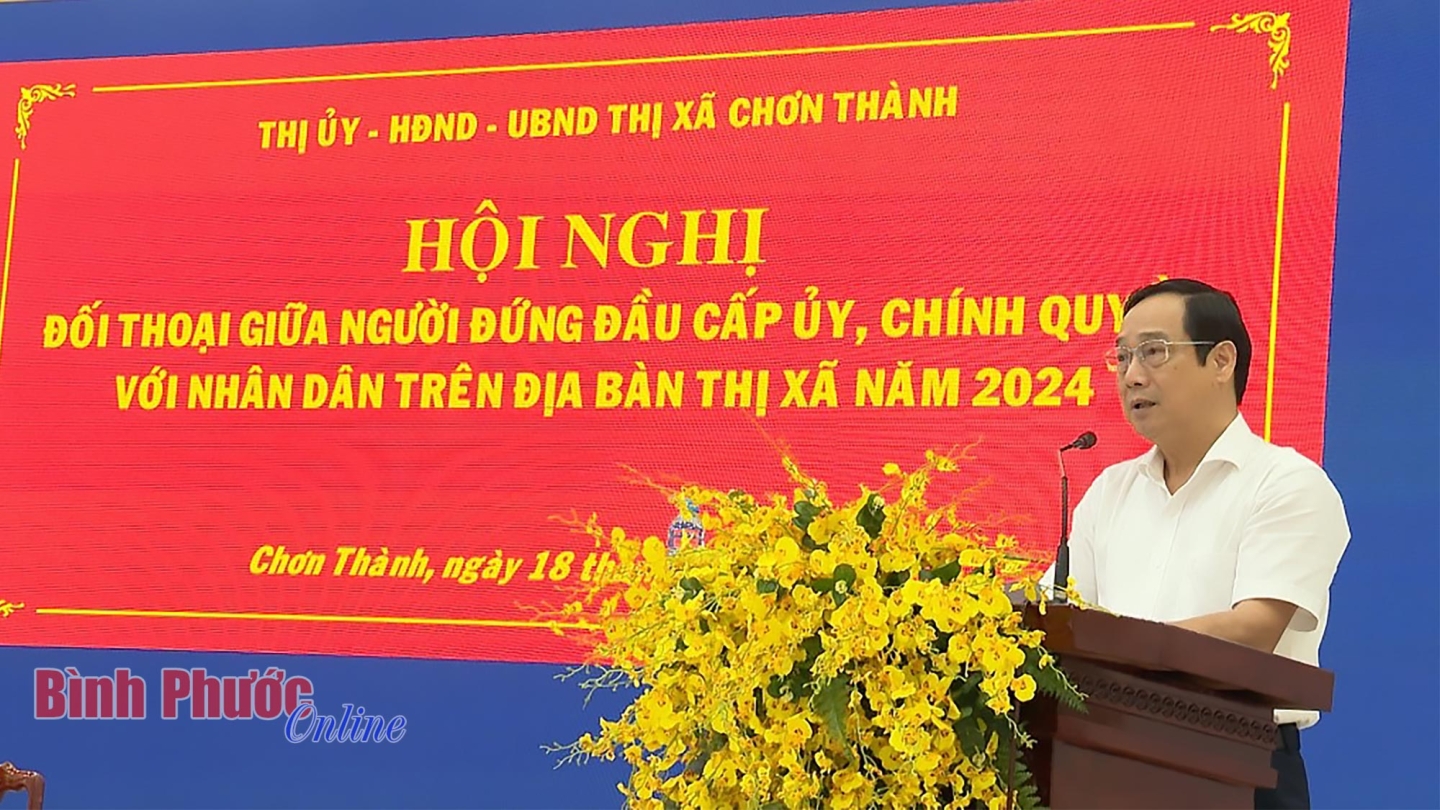 THỊ ỦY - HĐND - UBND THỊ XÃ CHƠN THÀNH
HỘI NGHỊ
ĐỐI THOẠI GIỮA NGƯỜI ĐỨNG ĐẦU CẤP ỦY, CHÍNH
VỚI NHÂN DÂN TRÊN ĐỊA BÀN THỊ XÃ NĂM 2024
Chơn Thành, ngày 18
Bình Phước
Online